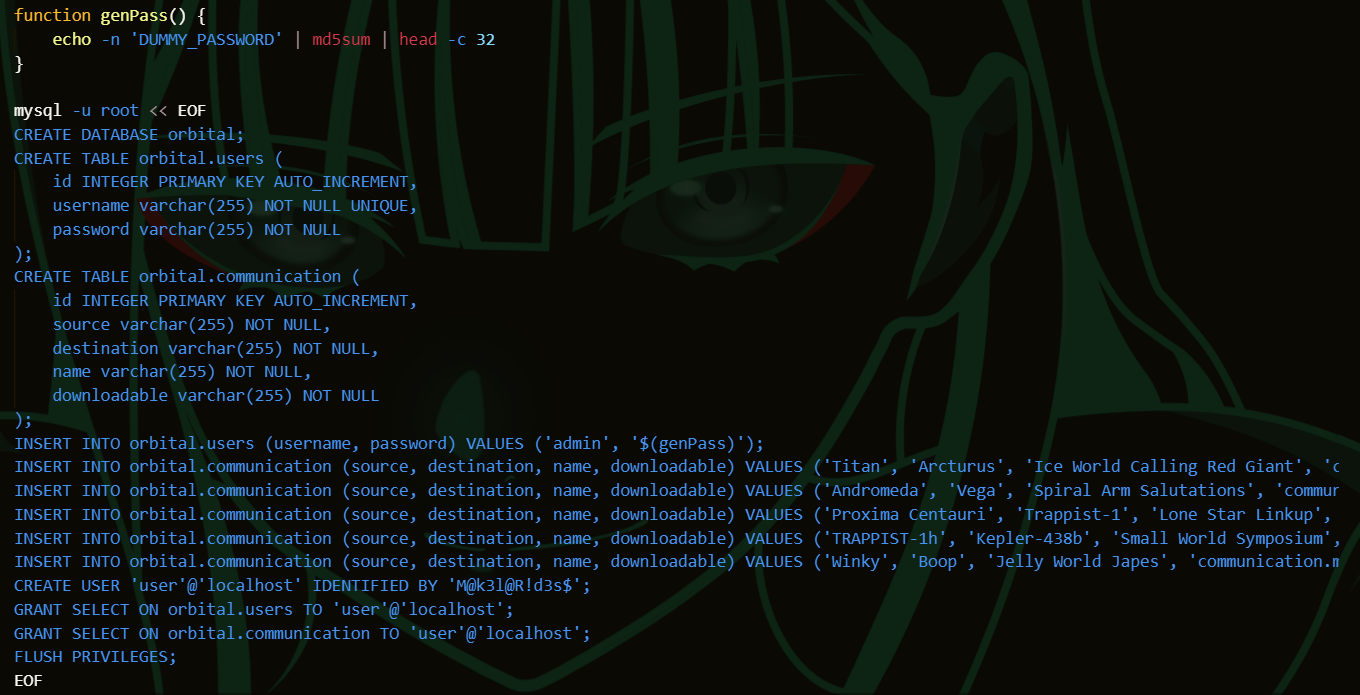 function genPass() {
    echo -n 'DUMMY_PASSWORD' | md5sum | head -c 32
}
mysql -u root << EOF
CREATE DATABASE orbital;
CREATE TABLE orbital.users (
    id INTEGER PRIMARY KEY AUTO_INCREMENT,
    username varchar(255) NOT NULL UNIQUE,
    password varchar(255) NOT NULL
);
CREATE TABLE orbital.communication (
    id INTEGER PRIMARY KEY AUTO_INCREMENT,
    source varchar(255) NOT NULL,
    destination varchar(255) NOT NULL,
    name varchar(255) NOT NULL,
    downloadable varchar(255) NOT NULL
);
INSERT INTO orbital.users (username, password) VALUES ('admin', '$(genPass)');
INSERT INTO orbital.communication (source, destination, name, downloadable) VALUES ('Titan', 'Arcturus', 'Ice World Calling Red Giant', 'c
INSERT INTO orbital.communication (source, destination, name, downloadable) VALUES ('Andromeda', 'Vega', 'Spiral Arm Salutations', 'commun
INSERT INTO orbital.communication (source, destination, name, downloadable) VALUES ('Proxima Centauri', 'Trappist-1', 'Lone Star Linkup',
INSERT INTO orbital.communication (source, destination, name, downloadable) VALUES ('TRAPPIST-1h', 'Kepler-438b', 'Small World Symposium',
INSERT INTO orbital.communication (source, destination, name, downloadable) VALUES ('Winky', 'Boop', 'Jelly World Japes', 'communication.m
CREATE USER 'user'@'localhost' IDENTIFIED BY 'M@k3l@R!d3s$';
GRANT SELECT ON orbital.users TO 'user'@'localhost';
GRANT SELECT ON orbital.communication TO 'user'@'localhost';
FLUSH PRIVILEGES;
EOF